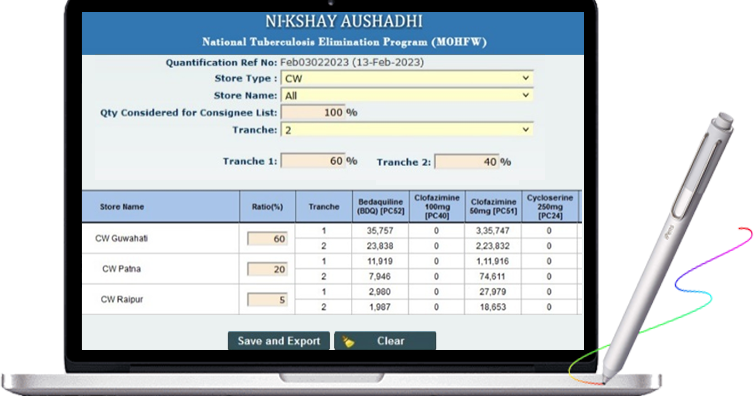 NI-KSHAY AUSHADHI
National Tuberculosis Elimination Program (MOHFW)
Quantification Ref No: Feb03022023 (13-Feb-2023)
Store Type : CW
Store Name: All
Qty Considered for Consignee List: 100 %
Tranche: 2
Tranche 1: 60 % Tranche 2: 40 %
Store Name Ratio(%) Tranche Bedaquiline (BDQ) [PC52] Clofazimine 100mg [PC40] Clofazimine 50mg [PC51] Cycloserine 250mg [PC24]
CW Guwahati 60 1 35,757 0 3,35,747 0
2 23,838 0 2,23,832 0
CW Patna 20 1 11,919 0 1,11,916 0
2 7,946 0 74,611 0
CW Raipur 5 1 2,980 0 27,979 0
2 1,987 0 18,653 0
Save and Export Clear